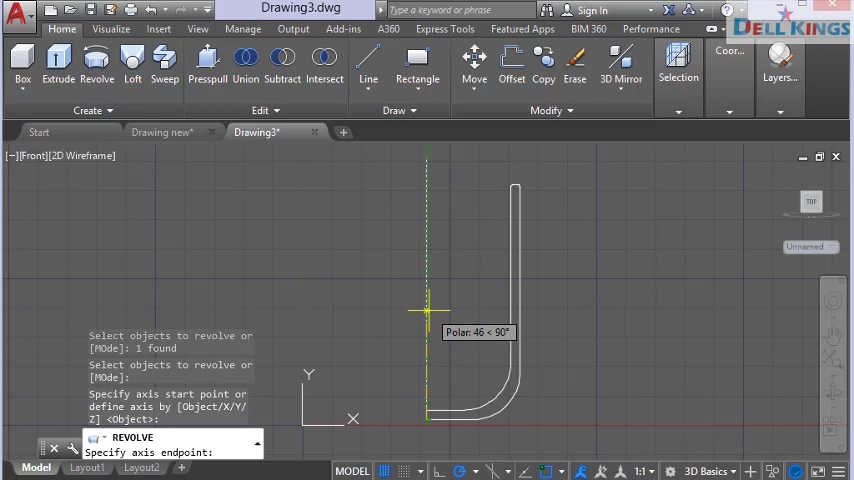 Drawing3.dwg
Type a keyword or phrase
Sign In
DELL KINGS
Home Visualize Insert View Manage Output Add-ins A360 Express Tools Featured Apps BIM 360 Performance
Box Extrude Revolve Loft Sweep Presspull Union Subtract Intersect Line Rectangle Move Offset Copy Erase 3D Mirror Selection Coor... Layers...
Create Edit Draw Modify
Start Drawing new* Drawing3*
[−][Front][2D Wireframe]
TOP
Unnamed
Polar: 46 < 90°
Select objects to revolve or
[MOde]: 1 found
Select objects to revolve or
[MOde]:
Specify axis start point or
define axis by [Object/X/Y/
Z] <Object>:
Y
X
REVOLVE
Specify axis endpoint:
Model Layout1 Layout2 +
MODEL 1:1 3D Basics